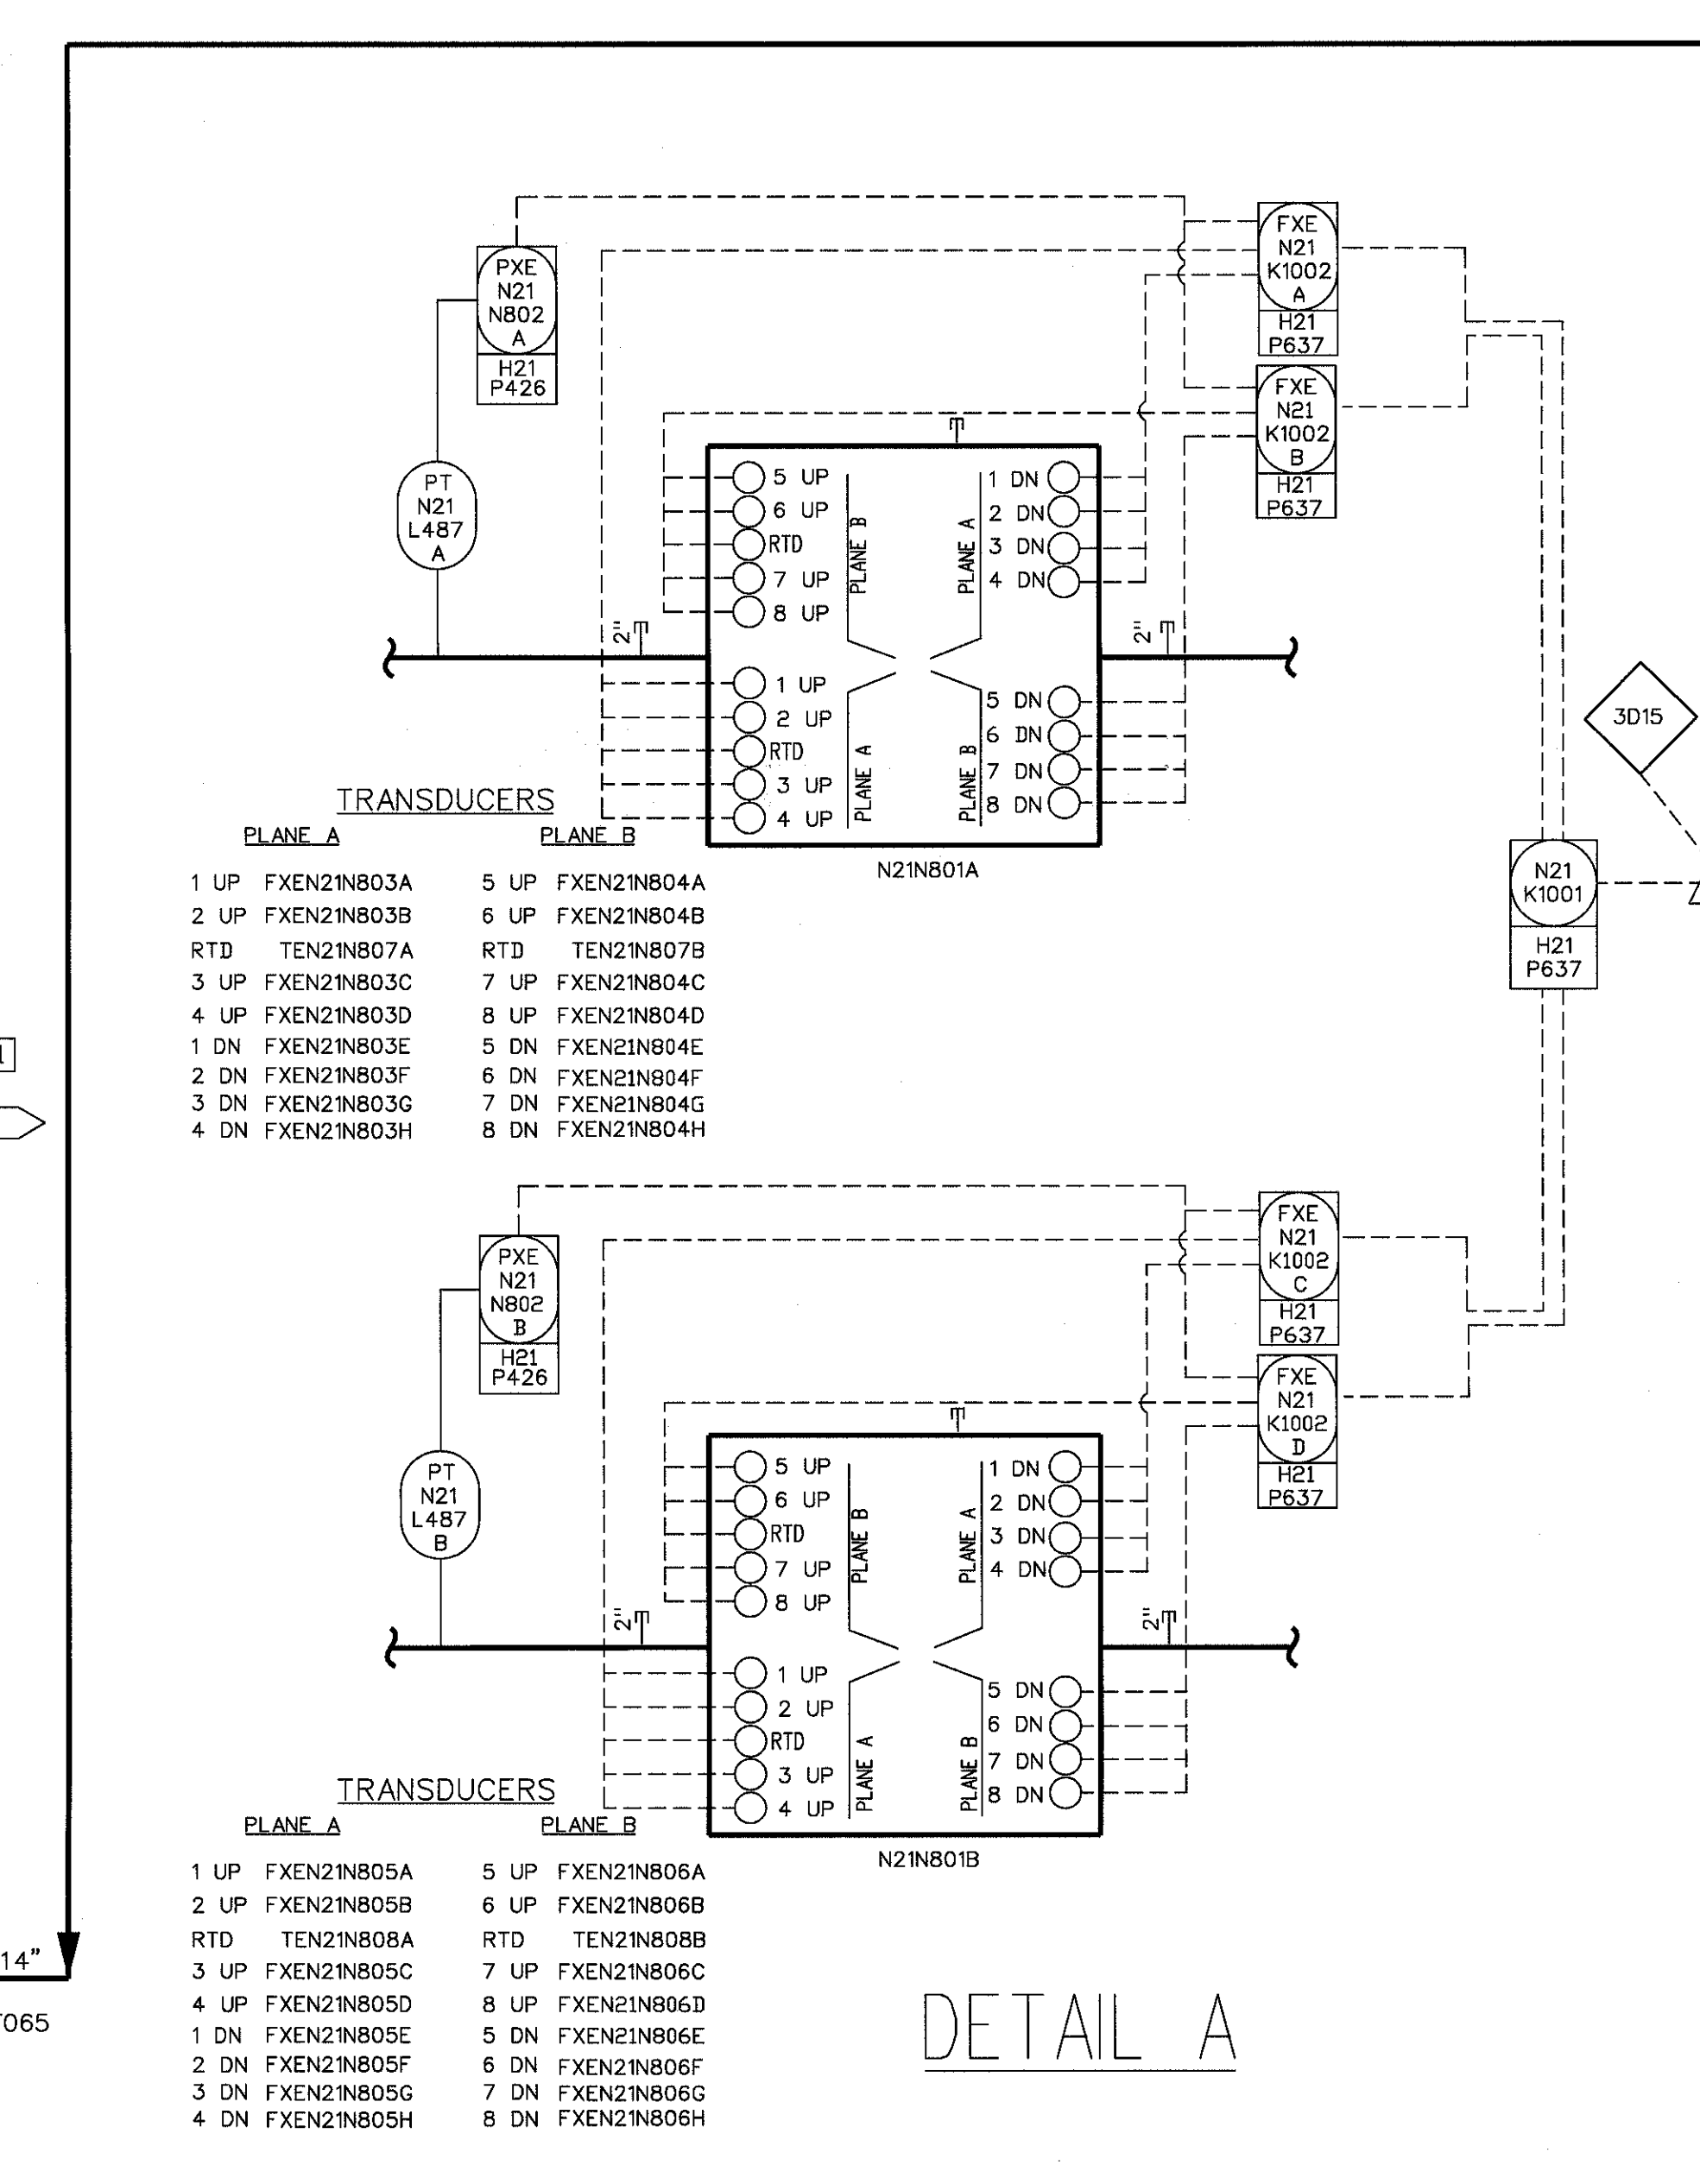 PXE
N21
N802
A
H21
P426
FXE
N21
K1002
A
H21
P637
FXE
N21
K1002
B
H21
P637
PT
N21
L487
A
5 UP
6 UP
RTD
7 UP
8 UP
PLANE B
PLANE A
1 DN
2 DN
3 DN
4 DN
2"
2"
1 UP
2 UP
RTD
3 UP
4 UP
PLANE A
PLANE B
5 DN
6 DN
7 DN
8 DN
N21N801A
3D15
N21
K1001
H21
P637
TRANSDUCERS
PLANE A PLANE B
1 UP FXEN21N803A 5 UP FXEN21N804A
2 UP FXEN21N803B 6 UP FXEN21N804B
RTD TEN21N807A RTD TEN21N807B
3 UP FXEN21N803C 7 UP FXEN21N804C
4 UP FXEN21N803D 8 UP FXEN21N804D
1 DN FXEN21N803E 5 DN FXEN21N804E
2 DN FXEN21N803F 6 DN FXEN21N804F
3 DN FXEN21N803G 7 DN FXEN21N804G
4 DN FXEN21N803H 8 DN FXEN21N804H
PXE
N21
N802
B
H21
P426
FXE
N21
K1002
C
H21
P637
FXE
N21
K1002
D
H21
P637
PT
N21
L487
B
5 UP
6 UP
RTD
7 UP
8 UP
PLANE B
PLANE A
1 DN
2 DN
3 DN
4 DN
2"
2"
1 UP
2 UP
RTD
3 UP
4 UP
PLANE A
PLANE B
5 DN
6 DN
7 DN
8 DN
N21N801B
TRANSDUCERS
PLANE A PLANE B
1 UP FXEN21N805A 5 UP FXEN21N806A
2 UP FXEN21N805B 6 UP FXEN21N806B
RTD TEN21N808A RTD TEN21N808B
3 UP FXEN21N805C 7 UP FXEN21N806C
4 UP FXEN21N805D 8 UP FXEN21N806D
1 DN FXEN21N805E 5 DN FXEN21N806E
2 DN FXEN21N805F 6 DN FXEN21N806F
3 DN FXEN21N805G 7 DN FXEN21N806G
4 DN FXEN21N805H 8 DN FXEN21N806H
14"
065
DETAIL A